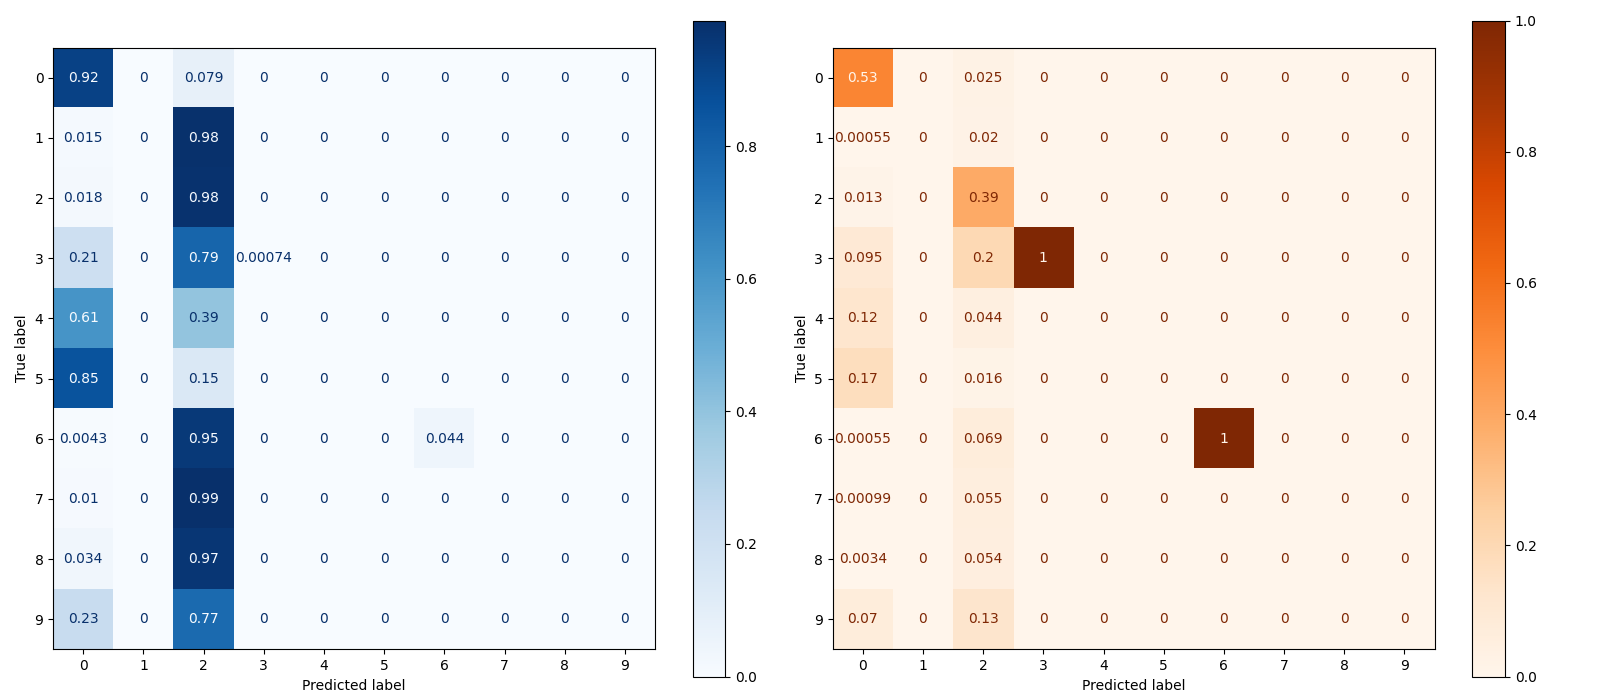 0 0.92 0 0.079 0 0 0 0 0 0 0
1 0.015 0 0.98 0 0 0 0 0 0 0
2 0.018 0 0.98 0 0 0 0 0 0 0
3 0.21 0 0.79 0.00074 0 0 0 0 0 0
4 0.61 0 0.39 0 0 0 0 0 0 0
5 0.85 0 0.15 0 0 0 0 0 0 0
6 0.0043 0 0.95 0 0 0 0.044 0 0 0
7 0.01 0 0.99 0 0 0 0 0 0 0
8 0.034 0 0.97 0 0 0 0 0 0 0
9 0.23 0 0.77 0 0 0 0 0 0 0
0 1 2 3 4 5 6 7 8 9
True label
Predicted label
0.8
0.6
0.4
0.2
0.0
0 0.53 0 0.025 0 0 0 0 0 0 0
1 0.00055 0 0.02 0 0 0 0 0 0 0
2 0.013 0 0.39 0 0 0 0 0 0 0
3 0.095 0 0.2 1 0 0 0 0 0 0
4 0.12 0 0.044 0 0 0 0 0 0 0
5 0.17 0 0.016 0 0 0 0 0 0 0
6 0.00055 0 0.069 0 0 0 1 0 0 0
7 0.00099 0 0.055 0 0 0 0 0 0 0
8 0.0034 0 0.054 0 0 0 0 0 0 0
9 0.07 0 0.13 0 0 0 0 0 0 0
0 1 2 3 4 5 6 7 8 9
True label
Predicted label
1.0
0.8
0.6
0.4
0.2
0.0